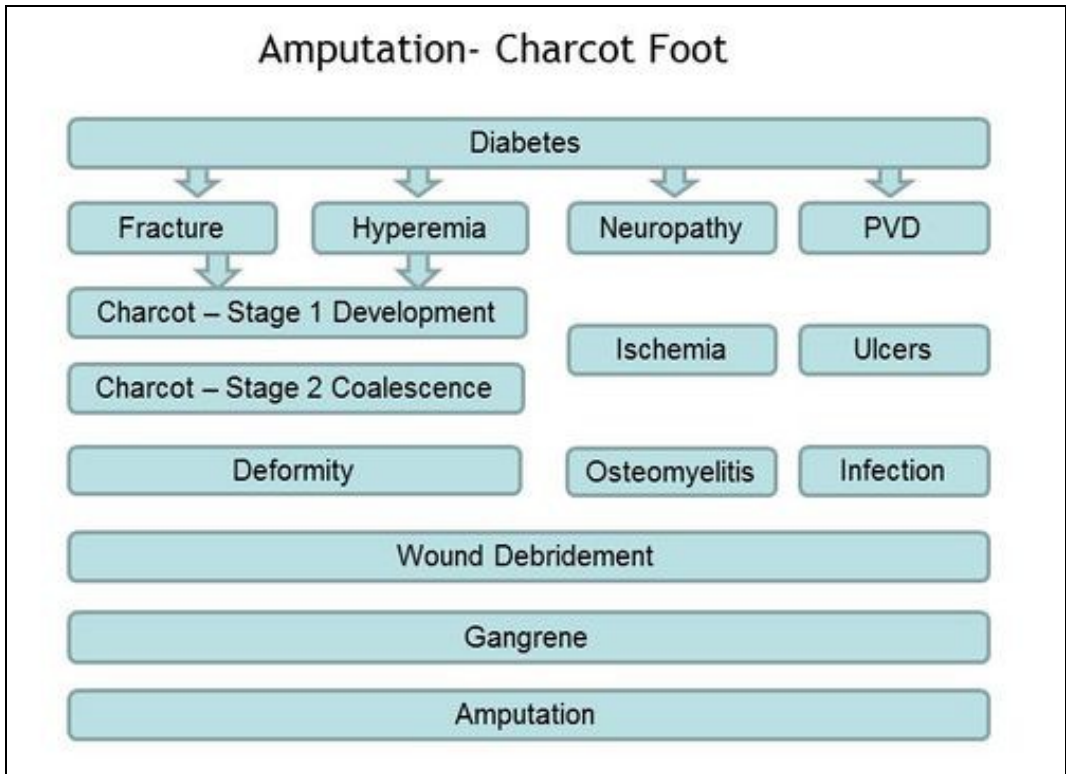 Amputation- Charcot Foot
Diabetes
Fracture
Hyperemia
Neuropathy
PVD
Charcot – Stage 1 Development
Ischemia
Ulcers
Charcot – Stage 2 Coalescence
Deformity
Osteomyelitis
Infection
Wound Debridement
Gangrene
Amputation